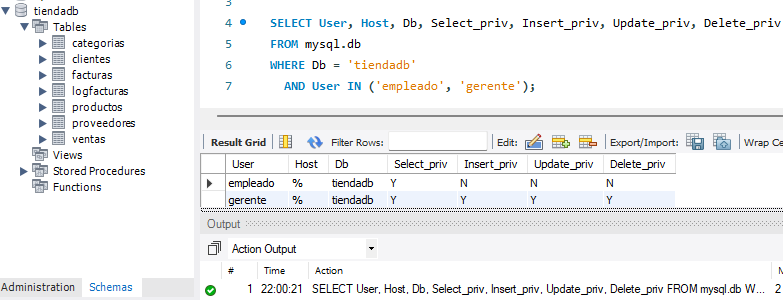 tiendadb
Tables
categorias
clientes
facturas
logfacturas
productos
proveedores
ventas
Views
Stored Procedures
Functions
Administration Schemas
4 SELECT User, Host, Db, Select_priv, Insert_priv, Update_priv, Delete_priv
5 FROM mysql.db
6 WHERE Db = 'tiendadb'
7 AND User IN ('empleado', 'gerente');
Result Grid Filter Rows: Edit: Export/Import: Wrap Ce
User Host Db Select_priv Insert_priv Update_priv Delete_priv
empleado % tiendadb Y N N N
gerente % tiendadb Y Y Y Y
Output
Action Output
# Time Action
1 22:00:21 SELECT User, Host, Db, Select_priv, Insert_priv, Update_priv, Delete_priv FROM mysql.db W... 2